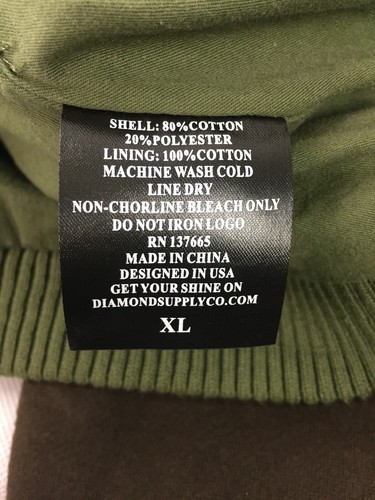 SHELL: 80%COTTON
20%POLYESTER
LINING: 100%COTTON
MACHINE WASH COLD
LINE DRY
NON-CHORLINE BLEACH ONLY
DO NOT IRON LOGO
RN 137665
MADE IN CHINA
DESIGNED IN USA
GET YOUR SHINE ON
DIAMONDSUPPLYCO.COM
XL